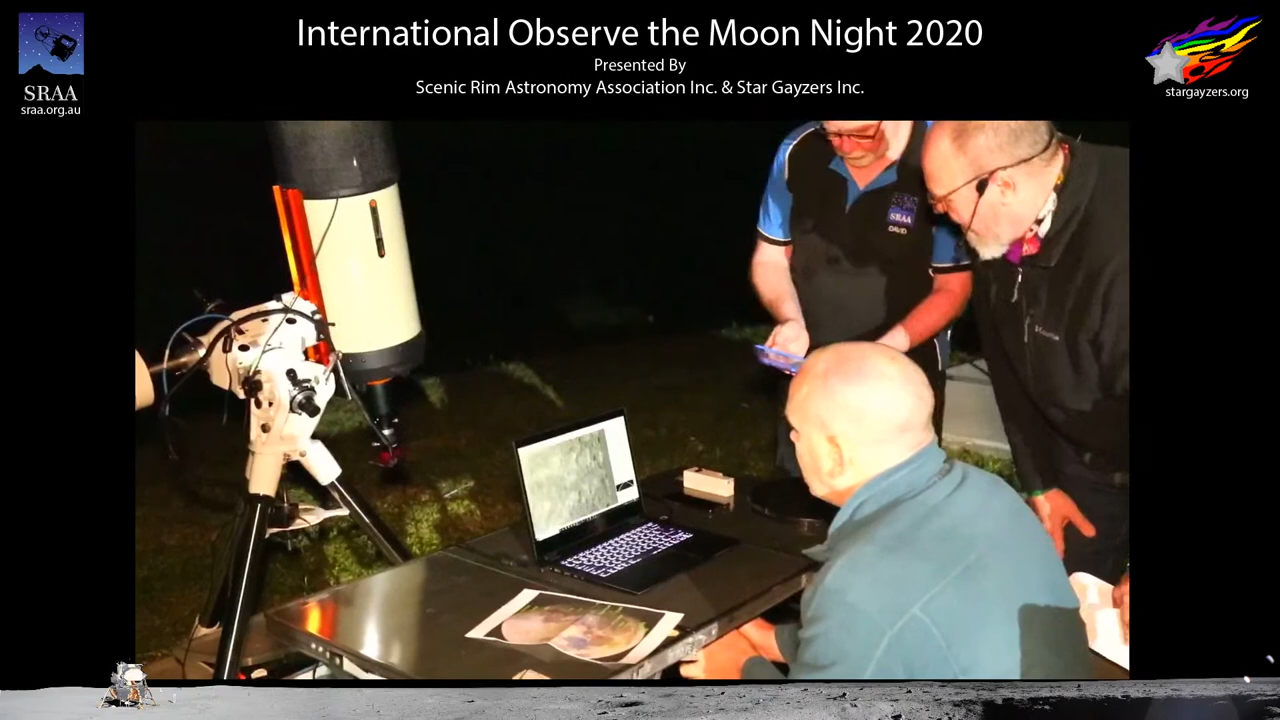 International Observe the Moon Night 2020
Presented By
Scenic Rim Astronomy Association Inc. & Star Gayzers Inc.
SRAA
sraa.org.au
stargayzers.org
SRAA
DAVID
Columbia